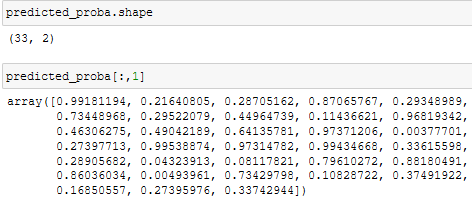 predicted_proba.shape
(33, 2)
predicted_proba[:,1]
array([0.99181194, 0.21640805, 0.28705162, 0.87065767, 0.29348989,
0.73448968, 0.29522079, 0.44964739, 0.11436621, 0.96819342,
0.46306275, 0.49042189, 0.64135781, 0.97371206, 0.00377701,
0.27397713, 0.99538874, 0.97314782, 0.99434668, 0.33615598,
0.28905682, 0.04323913, 0.08117821, 0.79610272, 0.88180491,
0.86036034, 0.00493961, 0.73429798, 0.10828722, 0.37491922,
0.16850557, 0.27395976, 0.33742944])